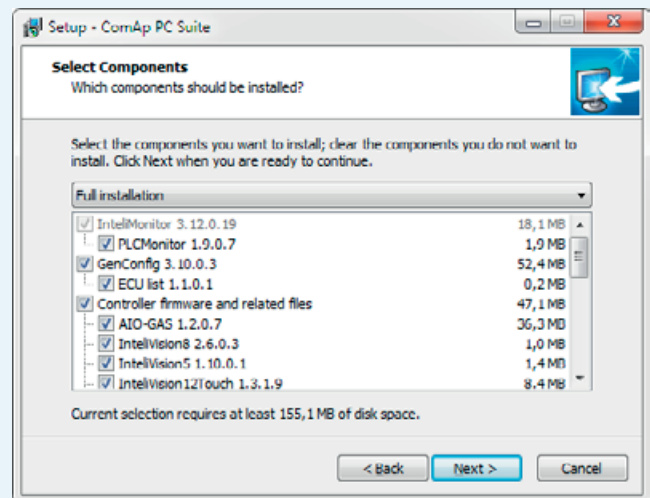 Setup - ComAp PC Suite
Select Components
Which components should be installed?
Select the components you want to install; clear the components you do not want to
install. Click Next when you are ready to continue.
Full installation
InteliMonitor 3.12.0.19 18,1 MB
PLCMonitor 1.9.0.7 1,9 MB
GenConfig 3.10.0.3 52,4 MB
ECU list 1.1.0.1 0,2 MB
Controller firmware and related files 47,1 MB
AIO-GAS 1.2.0.7 36,3 MB
InteliVision8 2.6.0.3 1,0 MB
InteliVision5 1.10.0.1 1,4 MB
InteliVision12Touch 1.3.1.9 8,4 MB
Current selection requires at least 155,1 MB of disk space.
< Back Next > Cancel